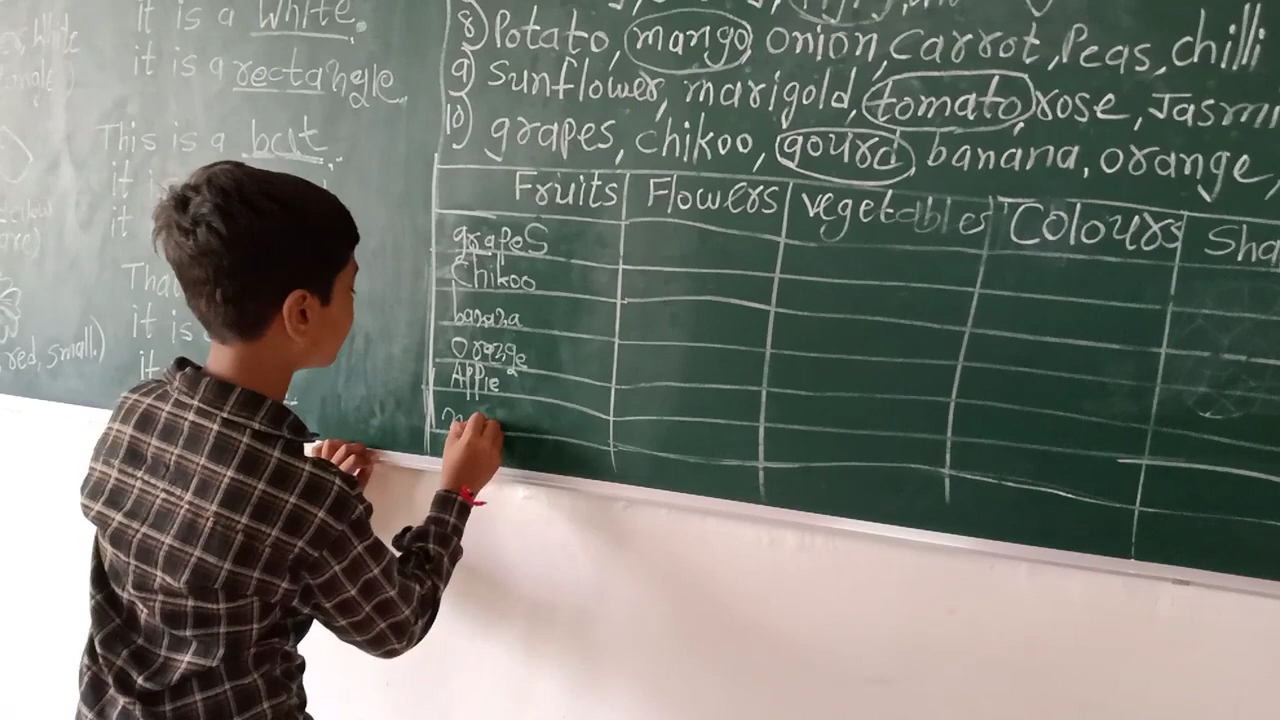 it is a White.
it is a rectangle.
This is a bat
it
it
That
it is
it
red, small.)
8) Potato, mango, onion, carrot, Peas, chilli
9) Sunflower, marigold, tomato, rose, Jasmi
10) grapes, chikoo, gourd, banana, orange,
Fruits Flowers vegetables Colours Sha
grapes
Chikoo
banana
Orange
Apple